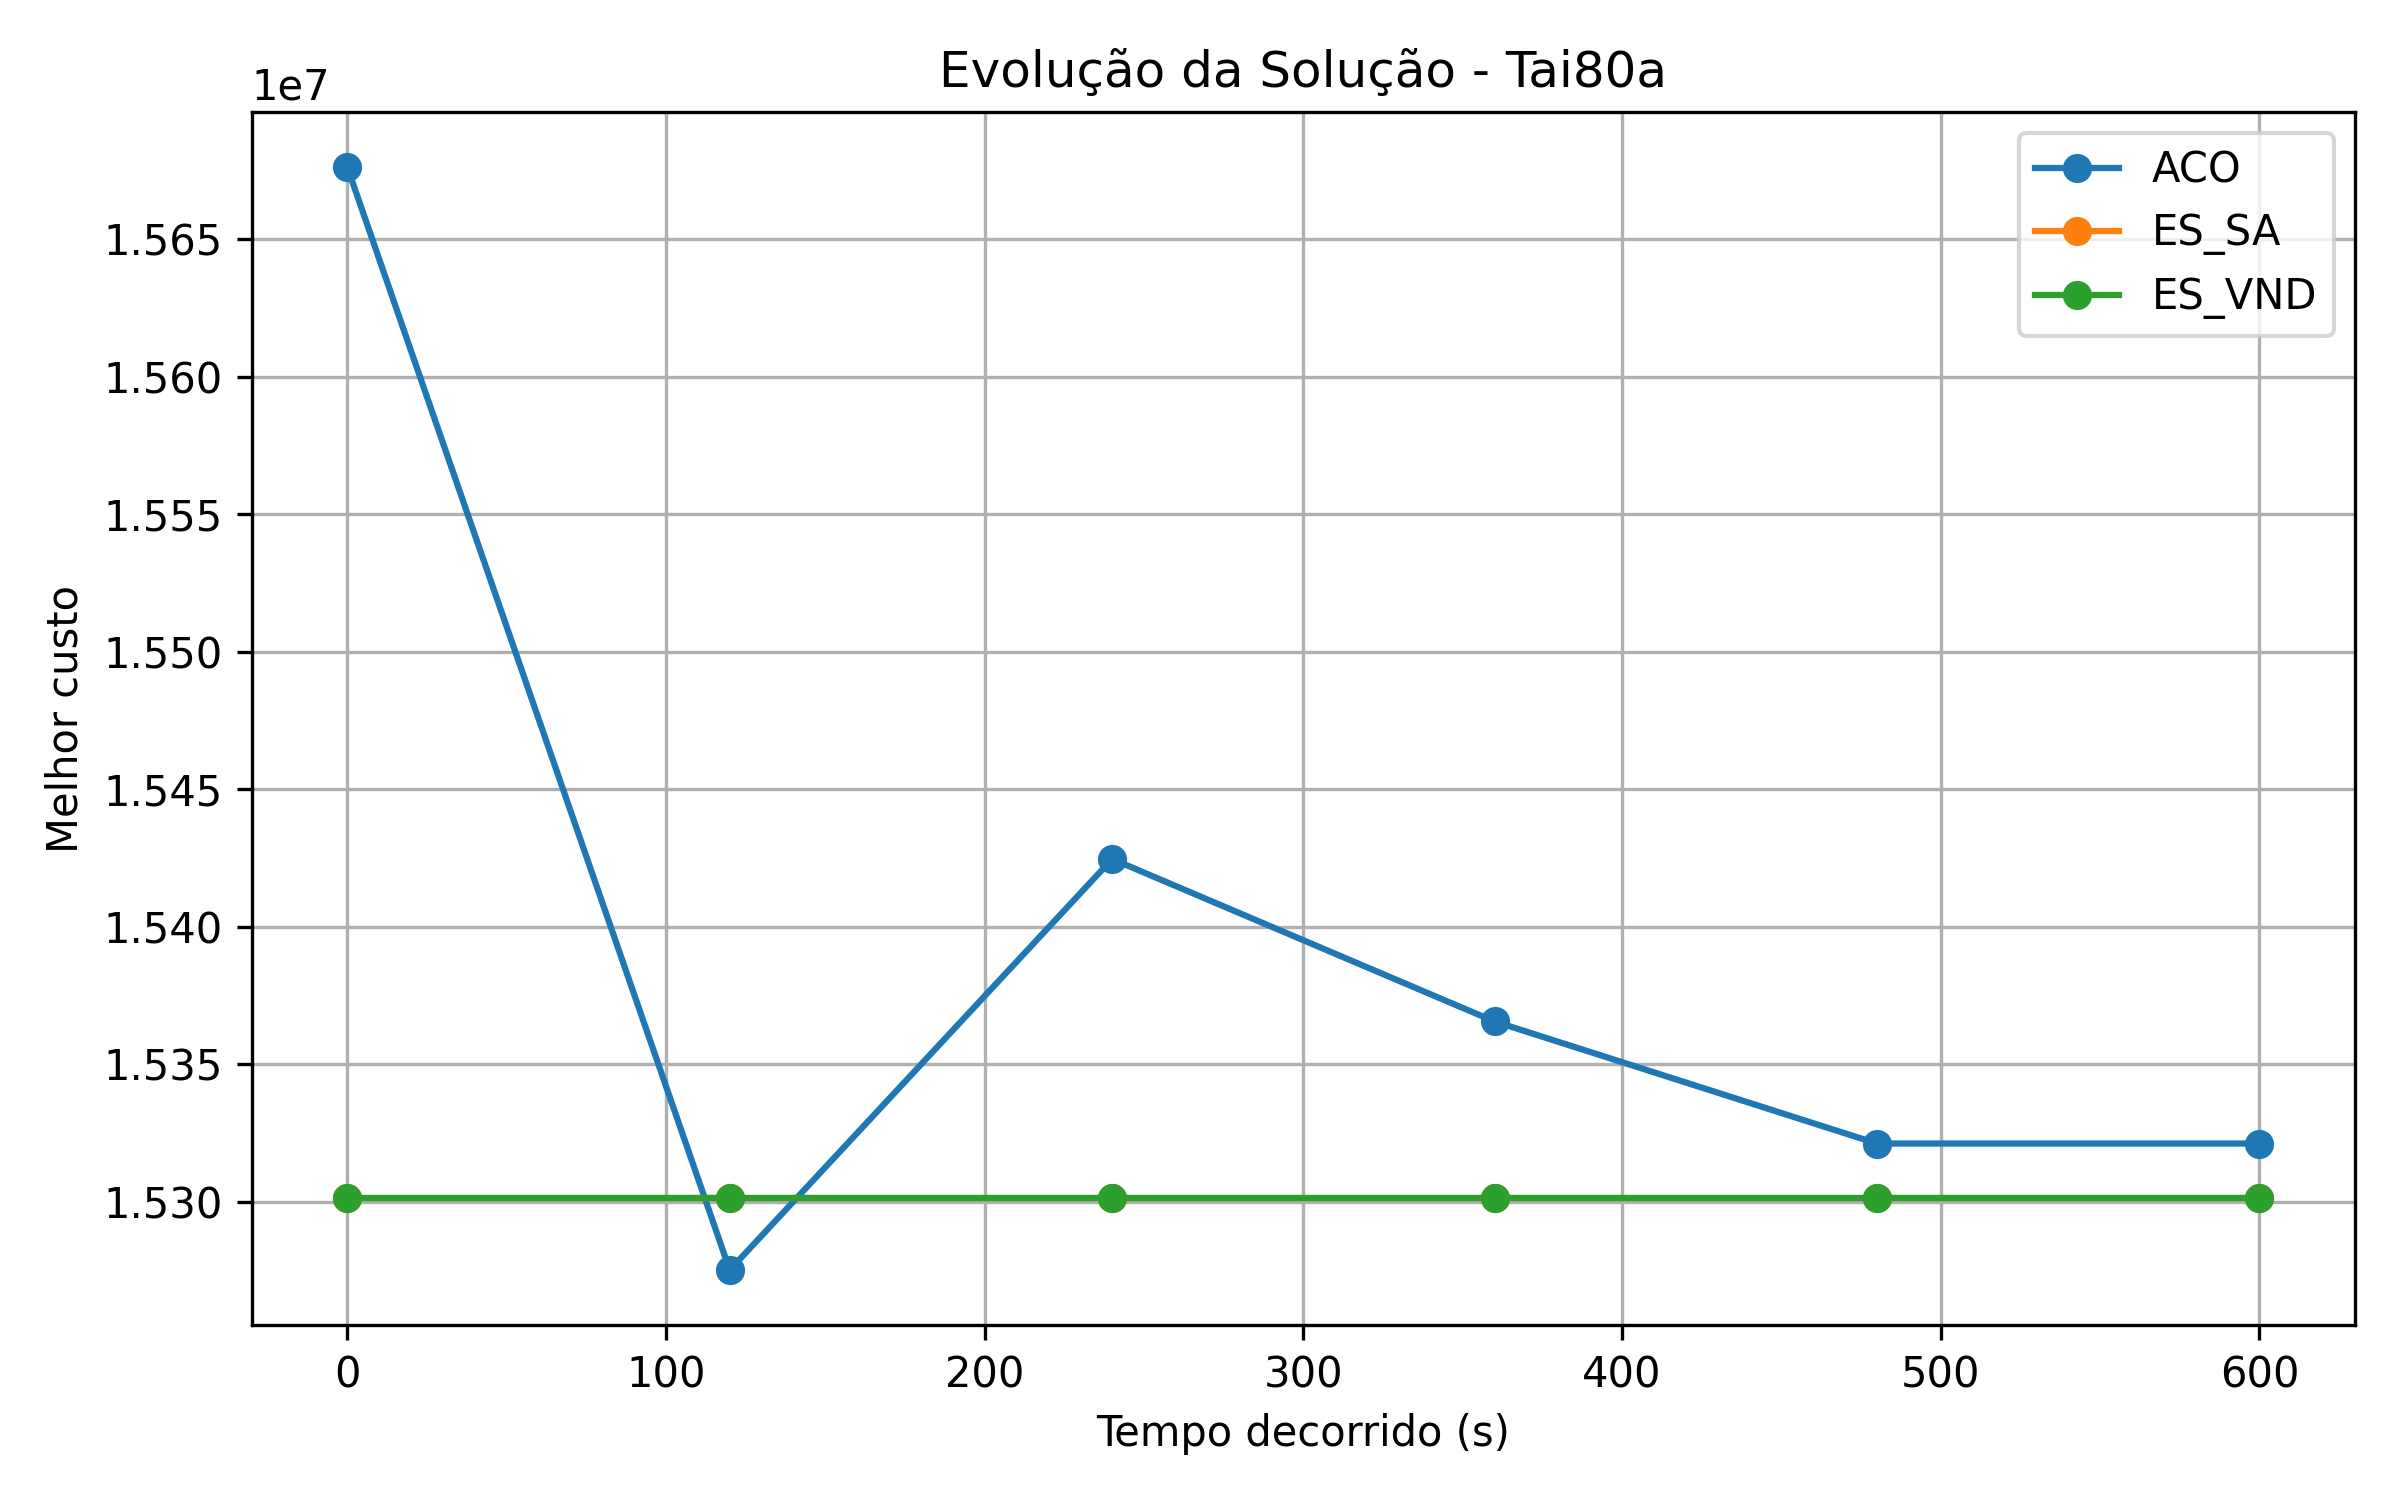 Evolução da Solução - Tai80a
1e7
ACO
ES_SA
ES_VND
1.565
1.560
1.555
1.550
1.545
1.540
1.535
1.530
Melhor custo
0 100 200 300 400 500 600
Tempo decorrido (s)